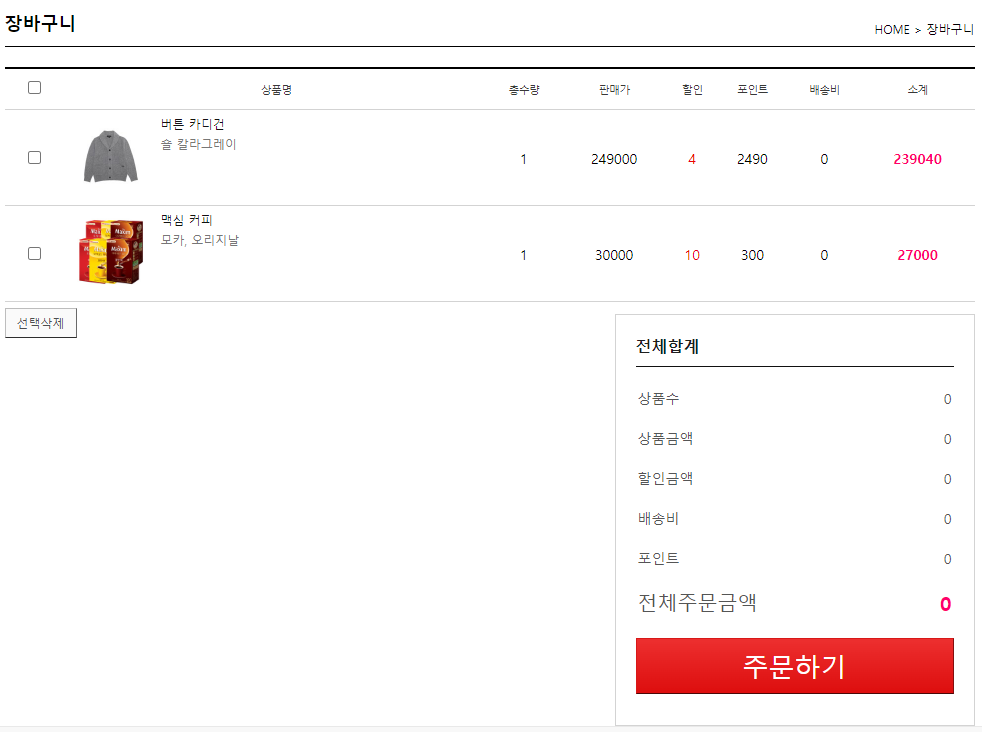 장바구니
HOME > 장바구니
상품명 총수량 판매가 할인 포인트 배송비 소계
버튼 카디건
숄 칼라그레이
1 249000 4 2490 0 239040
맥심 커피
모카, 오리지날
Maxim Maxim Maxim
1 30000 10 300 0 27000
선택삭제
전체합계
상품수 0
상품금액 0
할인금액 0
배송비 0
포인트 0
전체주문금액 0
주문하기